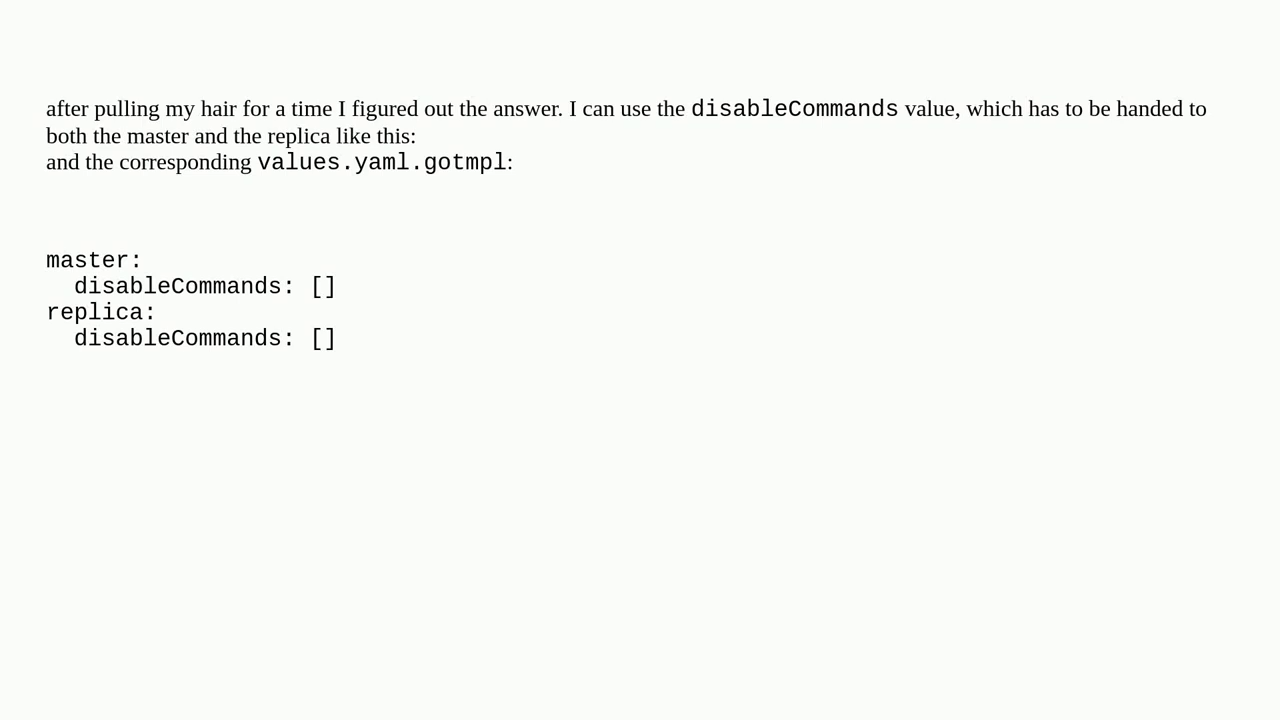 after pulling my hair for a time I figured out the answer. I can use the disableCommands value, which has to be handed to
both the master and the replica like this:
and the corresponding values.yaml.gotmpl:
master:
  disableCommands: []
replica:
  disableCommands: []